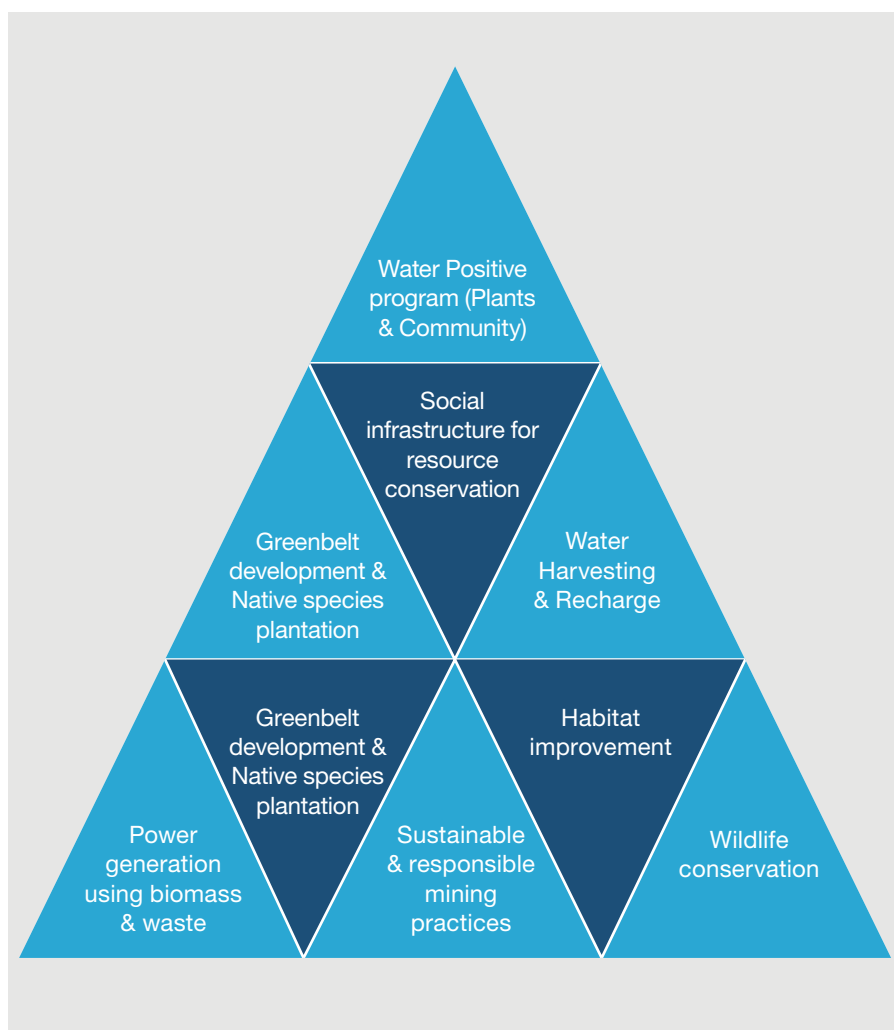 Water Positive
program (Plants
& Community)
Social
infrastructure for
resource
conservation
Greenbelt
development &
Native species
plantation
Water
Harvesting
& Recharge
Greenbelt
development &
Native species
plantation
Habitat
improvement
Power
generation
using biomass
& waste
Sustainable
& responsible
mining
practices
Wildlife
conservation